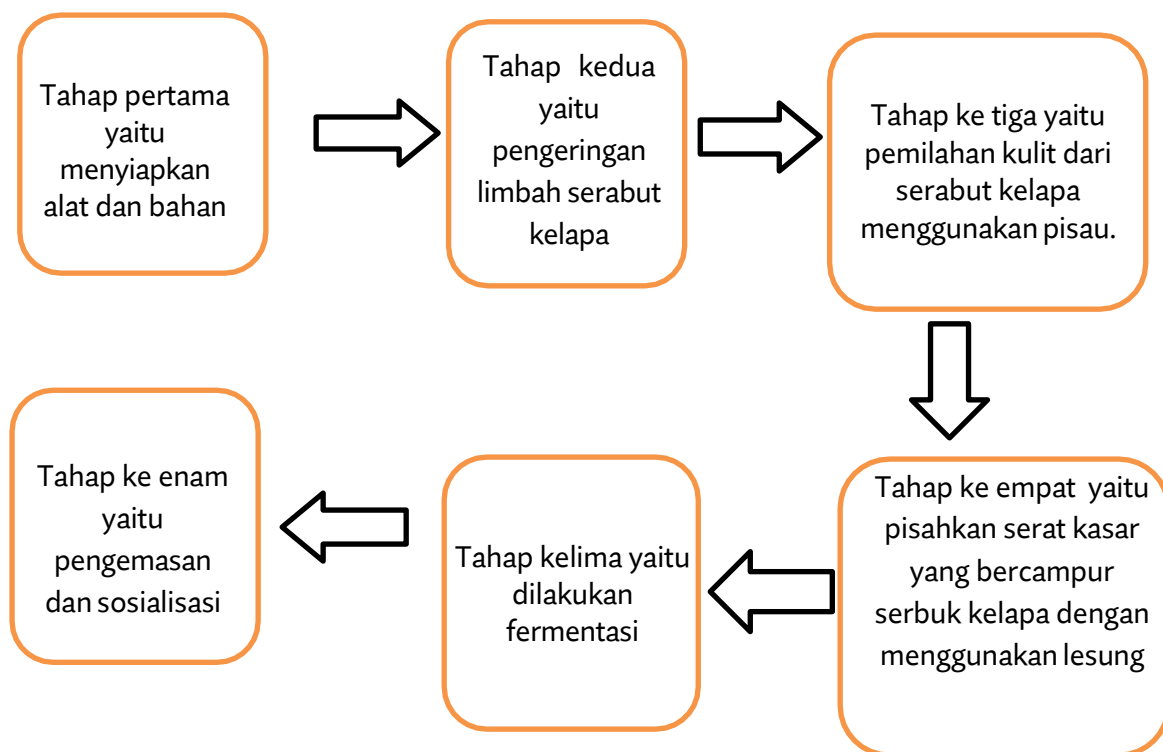 Tahap pertama
yaitu
menyiapkan
alat dan bahan
Tahap kedua
yaitu
pengeringan
limbah serabut
kelapa
Tahap ke tiga yaitu
pemilahan kulit dari
serabut kelapa
menggunakan pisau.
Tahap ke empat yaitu
pisahkan serat kasar
yang bercampur
serbuk kelapa dengan
menggunakan lesung
Tahap kelima yaitu
dilakukan
fermentasi
Tahap ke enam
yaitu
pengemasan
dan sosialisasi